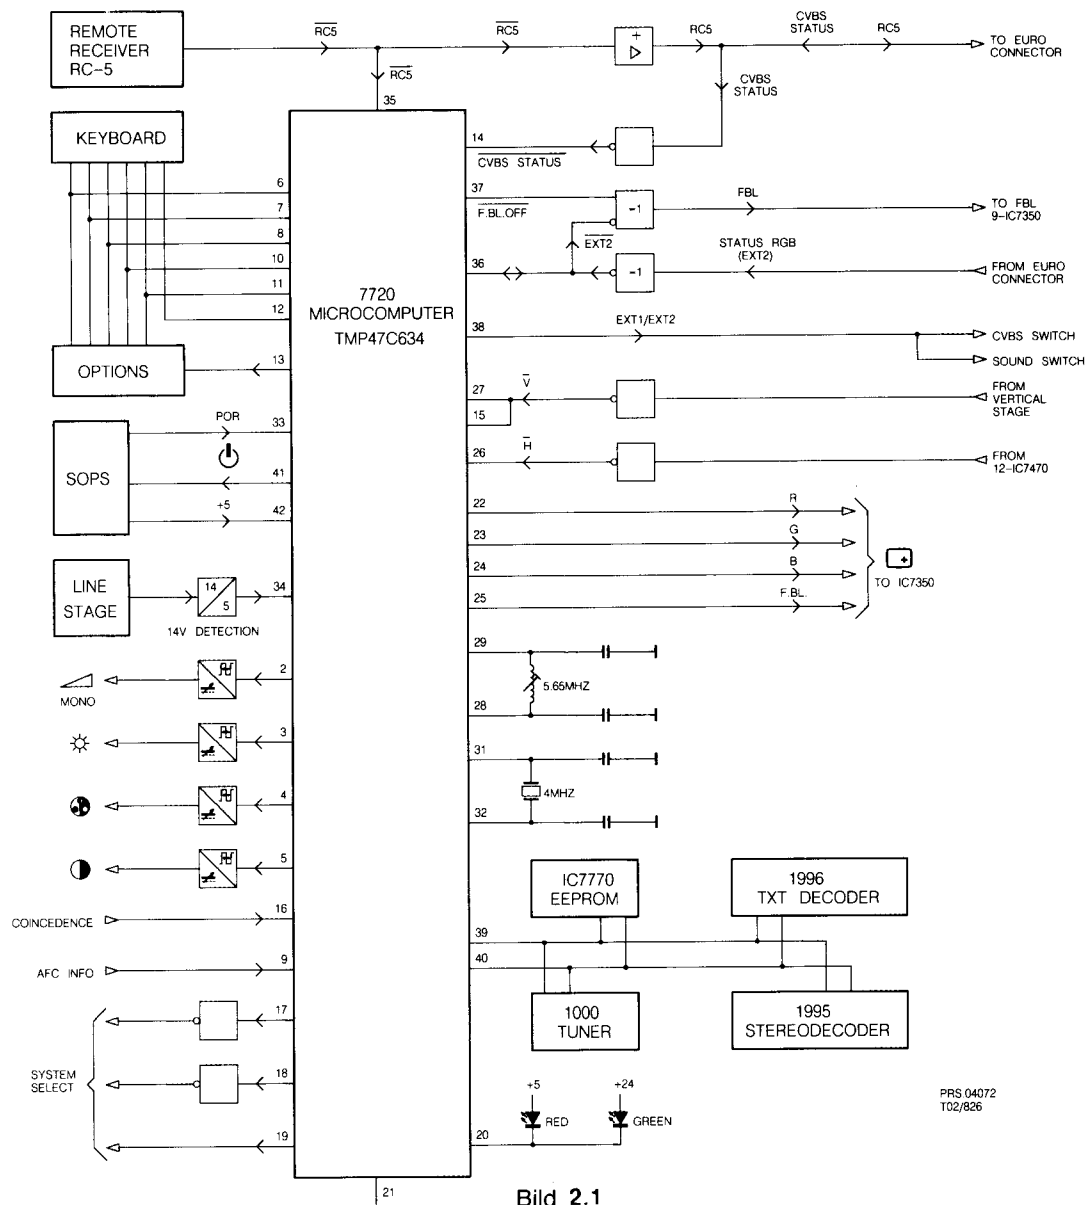 REMOTE
RECEIVER
RC-5
RC5
RC5
RC5
35
RC5
CVBS
STATUS
RC5
TO EURO
CONNECTOR
CVBS
STATUS
KEYBOARD
14
CVBS STATUS
6
7
8
10
11
12
13
OPTIONS
37
F.BL.OFF
-1
FBL
TO FBL
9-IC7350
EXT2
36
-1
STATUS RGB
(EXT2)
FROM EURO
CONNECTOR
7720
MICROCOMPUTER
TMP47C634
38
EXT1/EXT2
CVBS SWITCH
SOUND SWITCH
27
15
V
FROM
VERTICAL
STAGE
26
H
FROM
12-IC7470
SOPS
POR
33
41
+5
42
22
R
23
G
24
B
25
F.BL.
TO IC7350
LINE
STAGE
14
5
34
14V DETECTION
29
5.65MHZ
28
31
4MHZ
32
2
MONO
3
4
5
COINCEDENCE
16
AFC INFO
9
17
18
19
SYSTEM
SELECT
IC7770
EEPROM
1996
TXT DECODER
39
40
1000
TUNER
1995
STEREODECODER
+5
RED
+24
GREEN
20
21
PRS.04072
T02/826
Bild 2.1